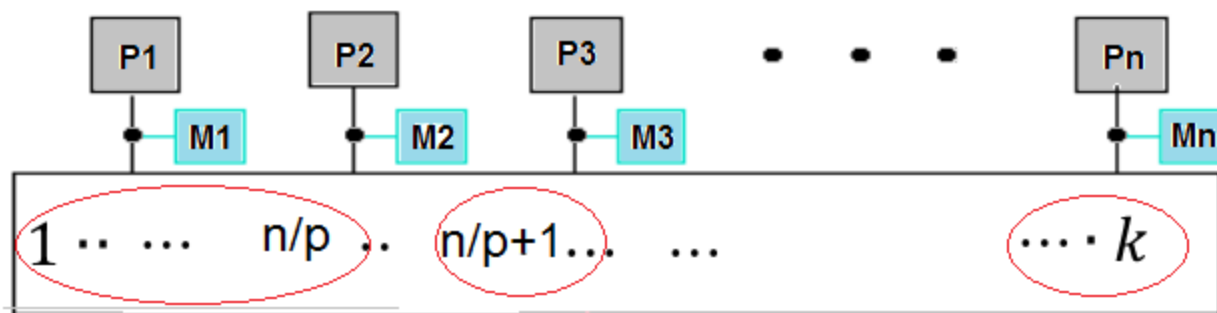 P1 P2 P3 • • • Pn
M1 M2 M3 Mn
1 .. ... n/p .. n/p+1... ... ....k